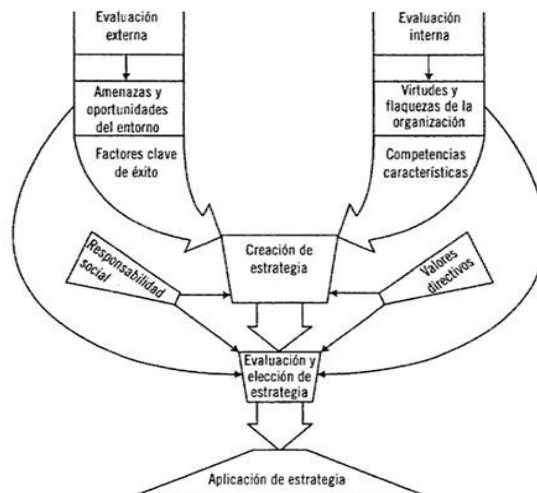 Evaluación
externa
Evaluación
interna
Amenazas y
oportunidades
del entorno
Virtudes y
flaquezas de la
organización
Factores clave
de éxito
Competencias
características
Creación de
estrategia
Responsabilidad
social
Valores
directivos
Evaluación y
elección de
estrategia
Aplicación de estrategia